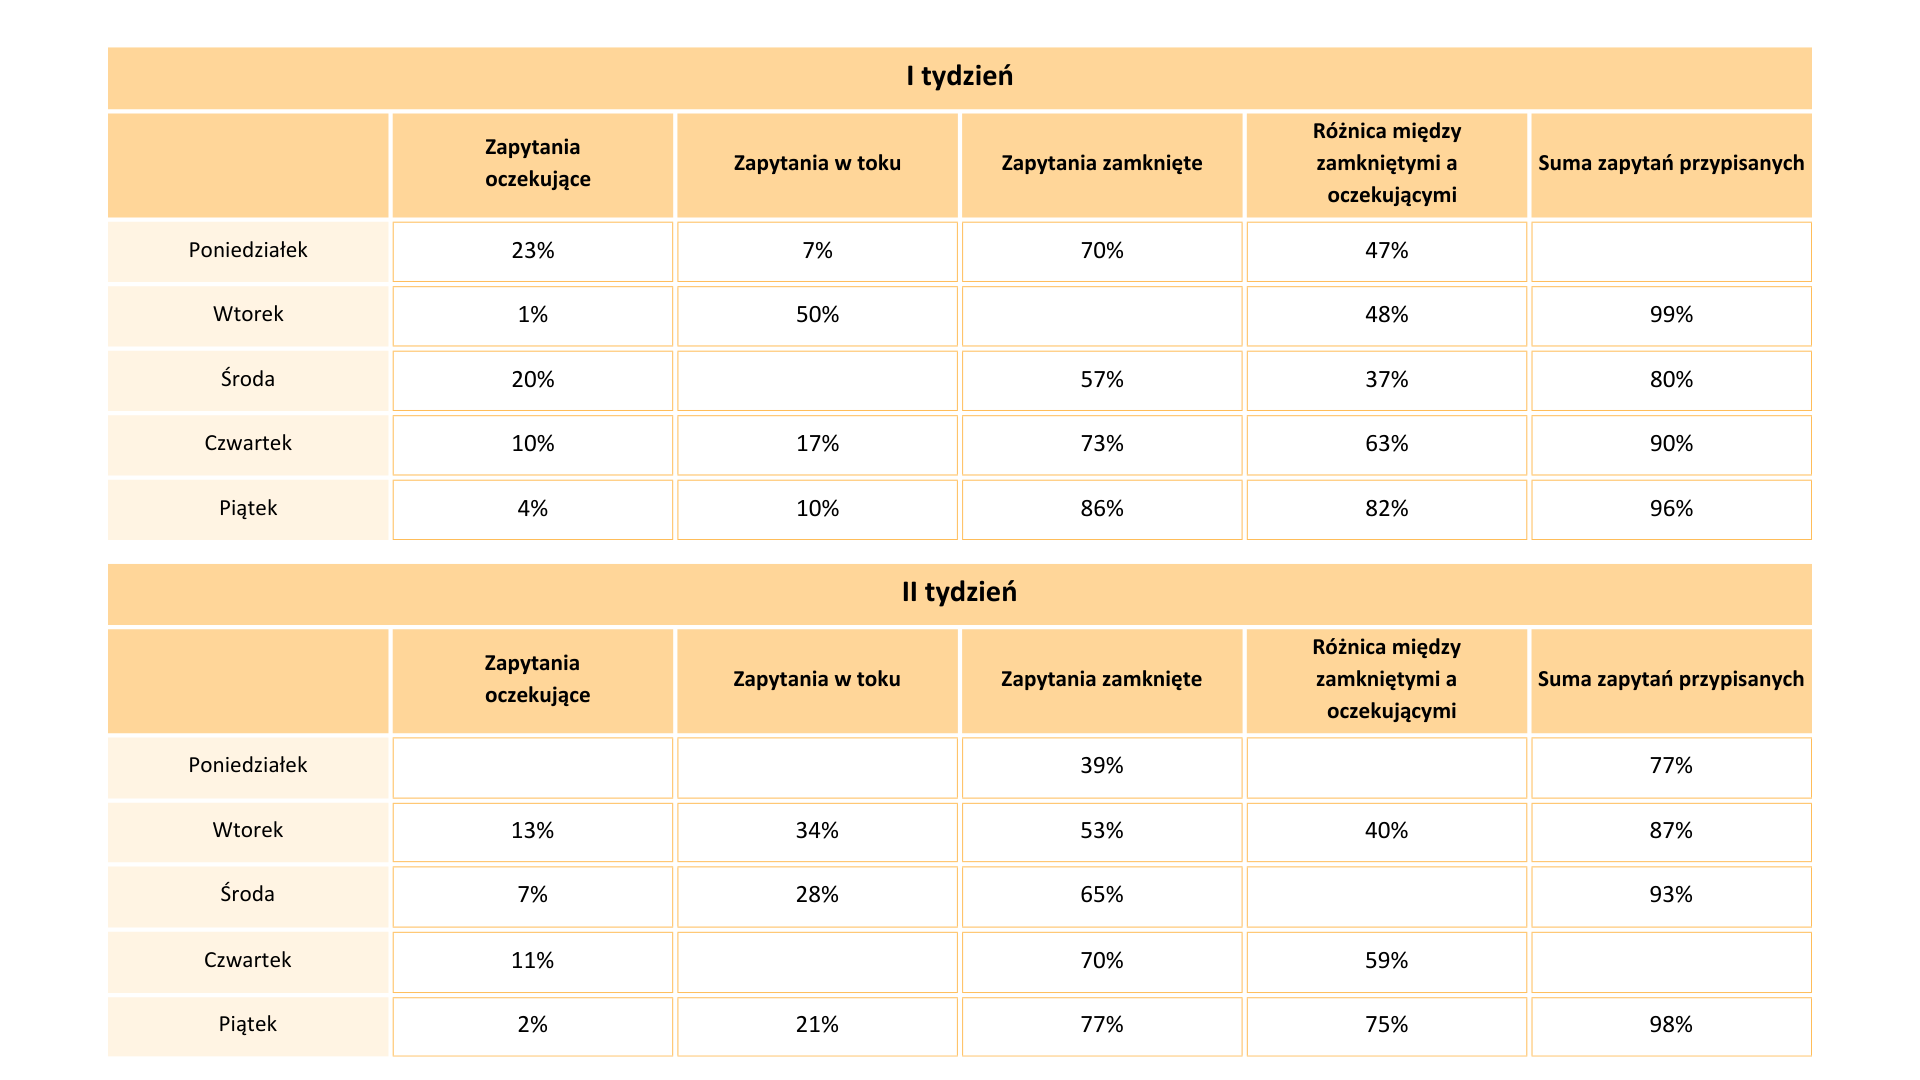 I tydzień
Zapytania
oczekujące
Zapytania w toku
Zapytania zamknięte
Różnica między
zamkniętymi a
oczekującymi
Suma zapytań przypisanych
Poniedziałek 23% 7% 70% 47%
Wtorek 1% 50% 48% 99%
Środa 20% 57% 37% 80%
Czwartek 10% 17% 73% 63% 90%
Piątek 4% 10% 86% 82% 96%
II tydzień
Zapytania
oczekujące
Zapytania w toku
Zapytania zamknięte
Różnica między
zamkniętymi a
oczekującymi
Suma zapytań przypisanych
Poniedziałek 39% 77%
Wtorek 13% 34% 53% 40% 87%
Środa 7% 28% 65% 93%
Czwartek 11% 70% 59%
Piątek 2% 21% 77% 75% 98%